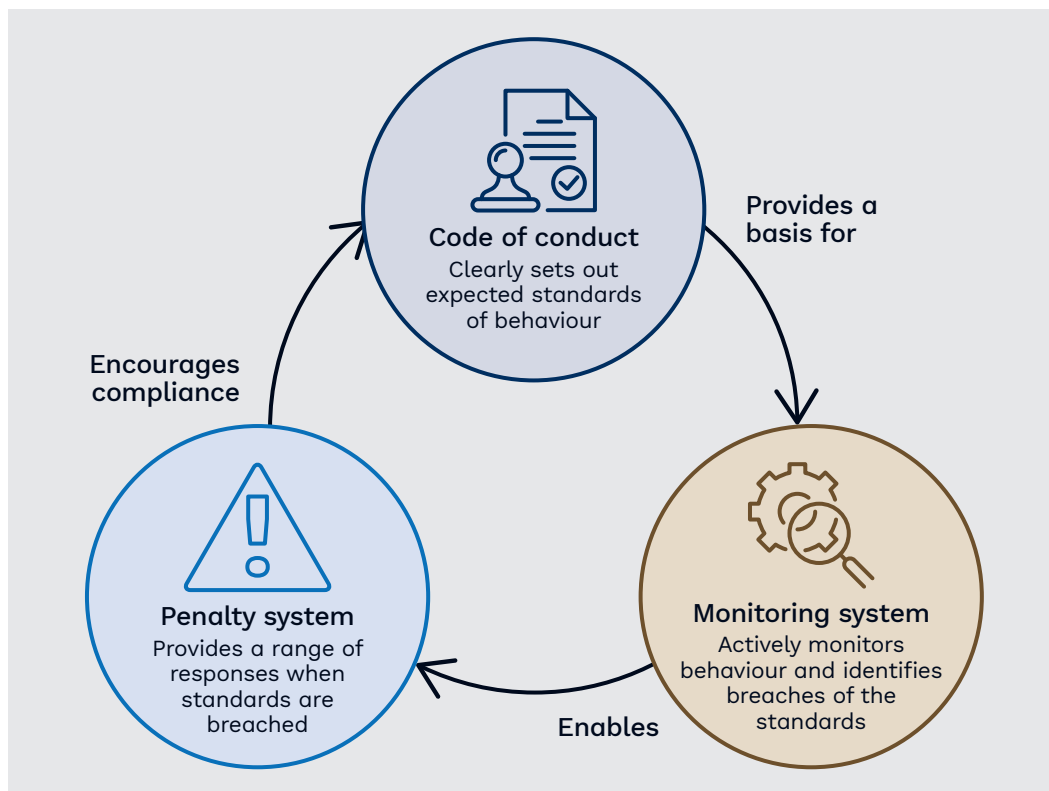 Code of conduct
Clearly sets out
expected standards
of behaviour
Provides a
basis for
Monitoring system
Actively monitors
behaviour and identifies
breaches of the
standards
Enables
Penalty system
Provides a range of
responses when
standards are
breached
Encourages
compliance